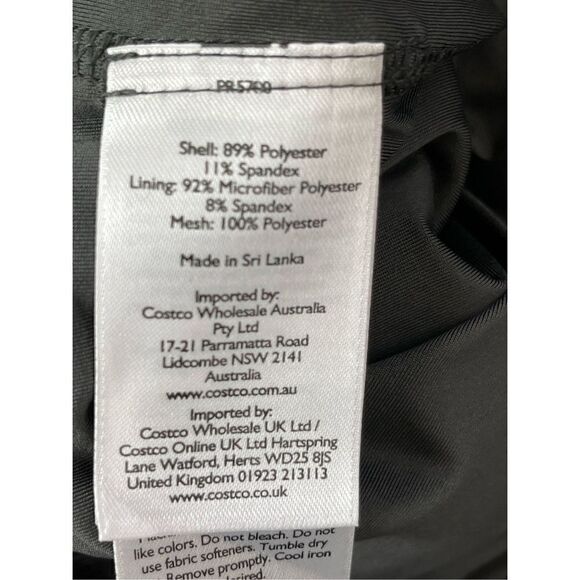 Shell: 89% Polyester
11% Spandex
Lining: 92% Microfiber Polyester
8% Spandex
Mesh: 100% Polyester
Made in Sri Lanka
Imported by:
Costco Wholesale Australia
Pty Ltd
17-21 Parramatta Road
Lidcombe NSW 2141
Australia
www.costco.com.au
Imported by:
Costco Wholesale UK Ltd /
Costco Online UK Ltd Hartspring
Lane Watford, Herts WD25 8JS
United Kingdom 01923 213113
www.costco.co.uk
like colors. Do not bleach. Do not
use fabric softeners. Tumble dry
Remove promptly. Cool iron